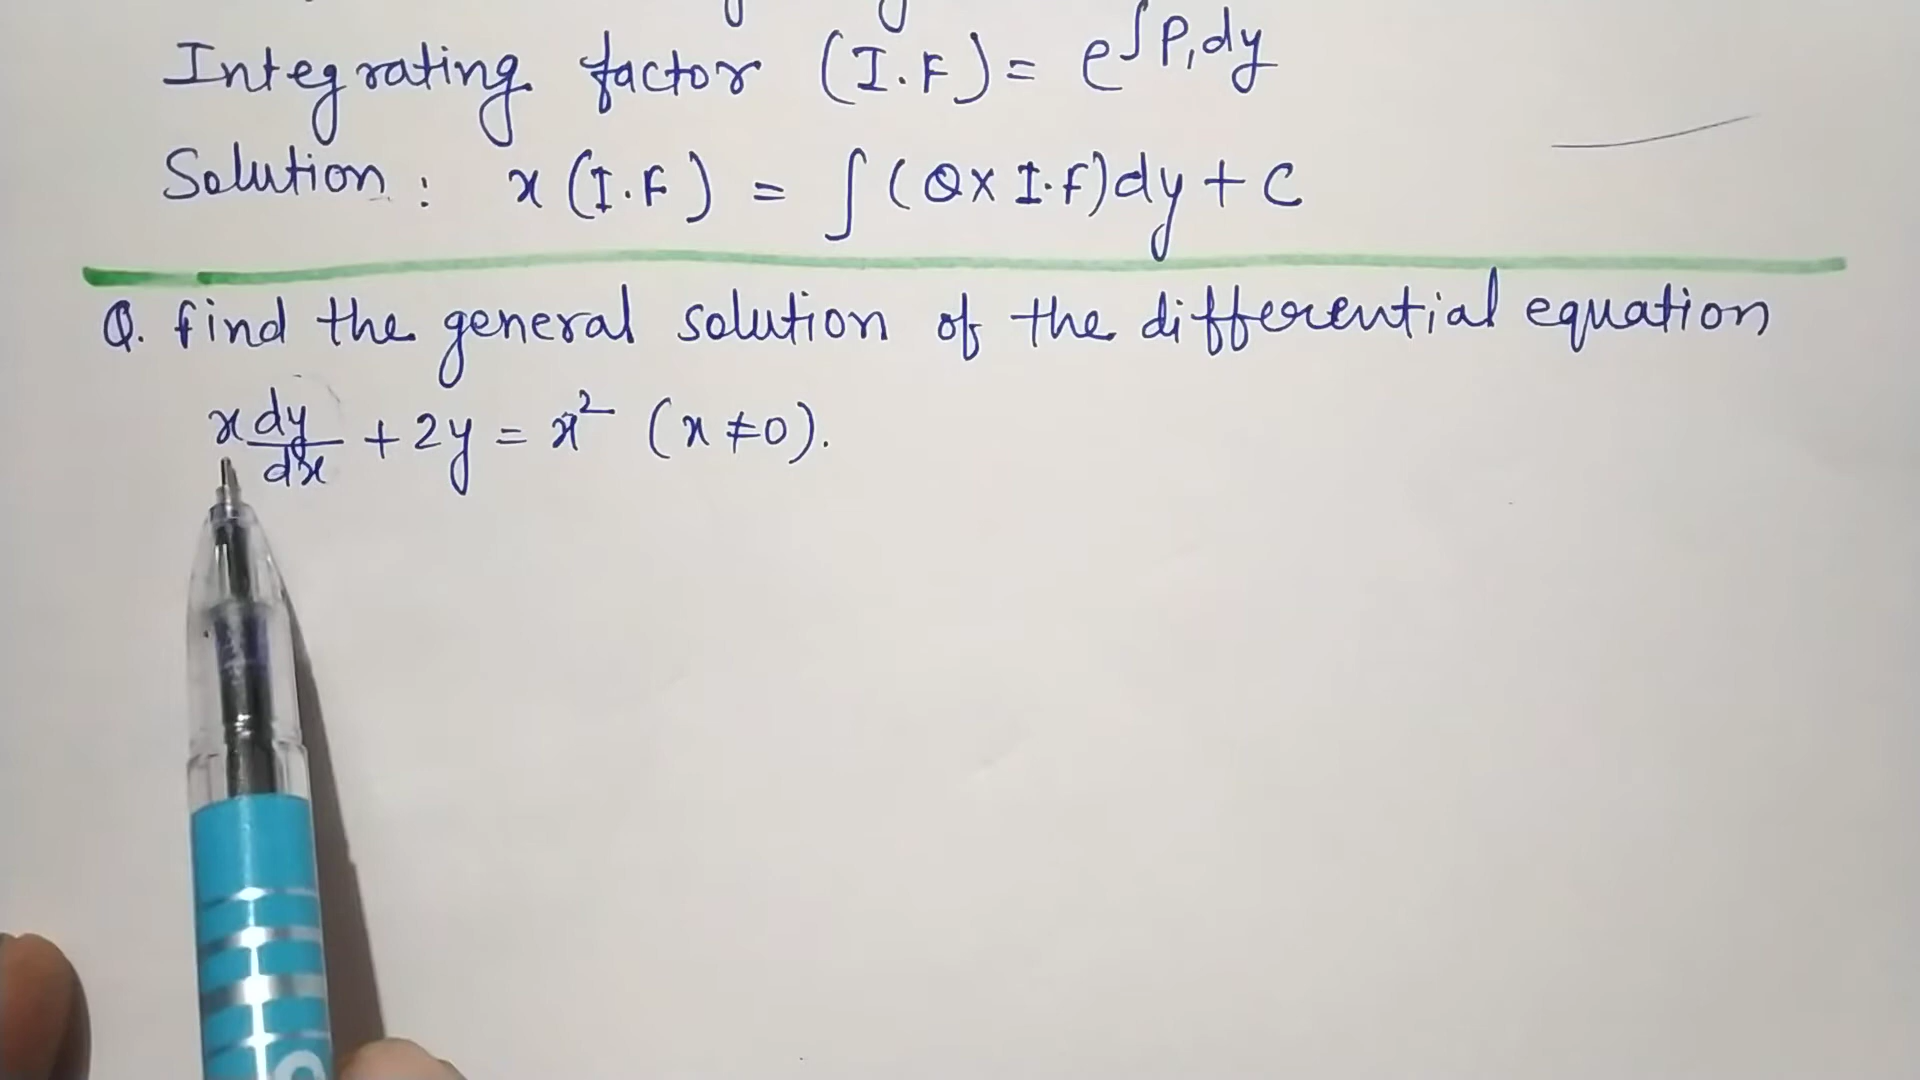 Integrating factor (I.F) = e^∫P₁dy
Solution : x (I.F) = ∫(Q×I.F)dy + C
Q. find the general solution of the differential equation
x dy/dx + 2y = x² (x ≠ 0).